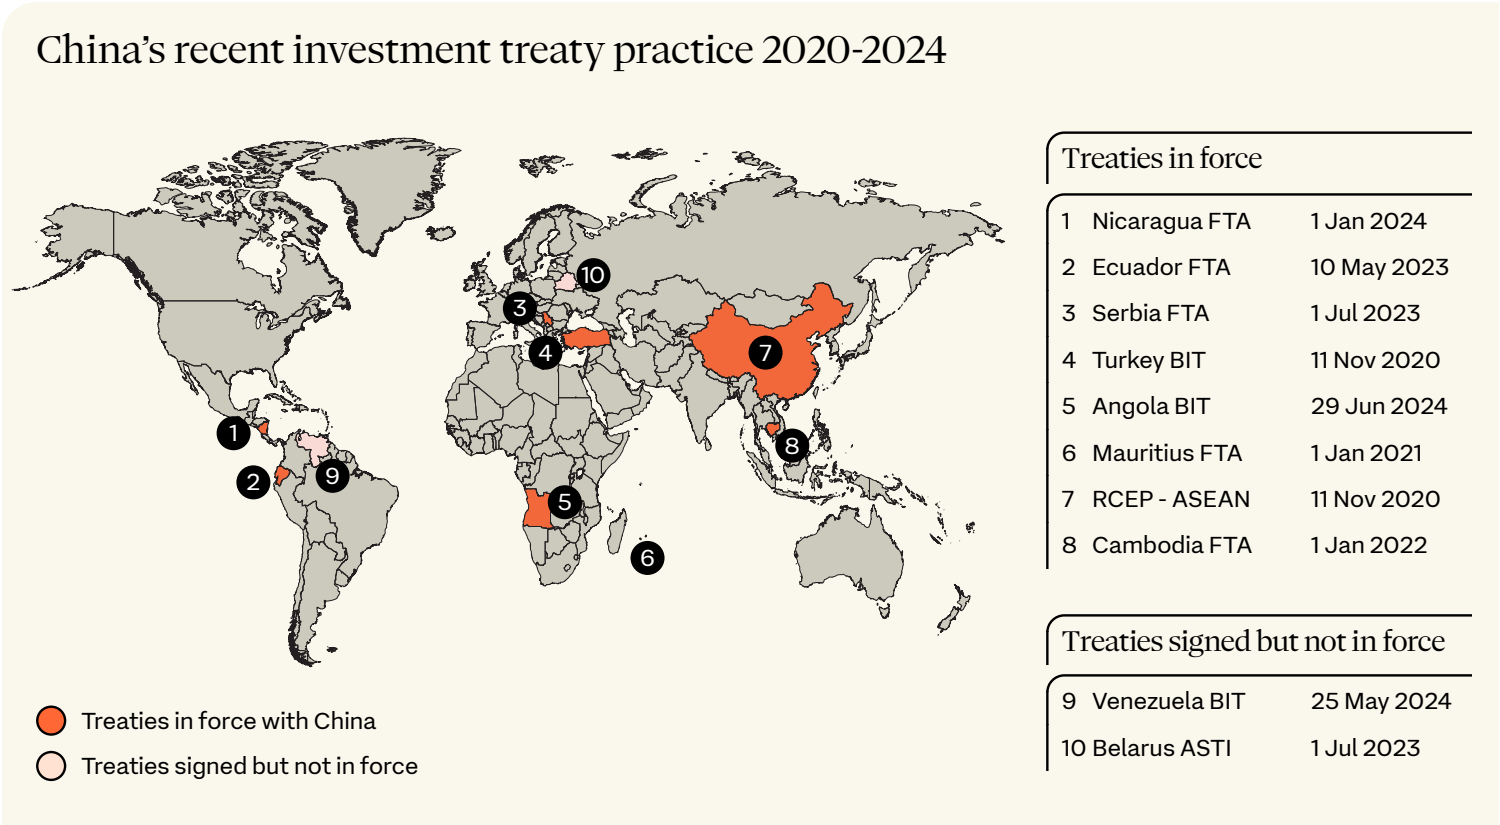 China’s recent investment treaty practice 2020-2024
1
2
3
4
5
6
7
8
9
10
Treaties in force with China
Treaties signed but not in force
Treaties in force
1 Nicaragua FTA 1 Jan 2024
2 Ecuador FTA 10 May 2023
3 Serbia FTA 1 Jul 2023
4 Turkey BIT 11 Nov 2020
5 Angola BIT 29 Jun 2024
6 Mauritius FTA 1 Jan 2021
7 RCEP - ASEAN 11 Nov 2020
8 Cambodia FTA 1 Jan 2022
Treaties signed but not in force
9 Venezuela BIT 25 May 2024
10 Belarus ASTI 1 Jul 2023